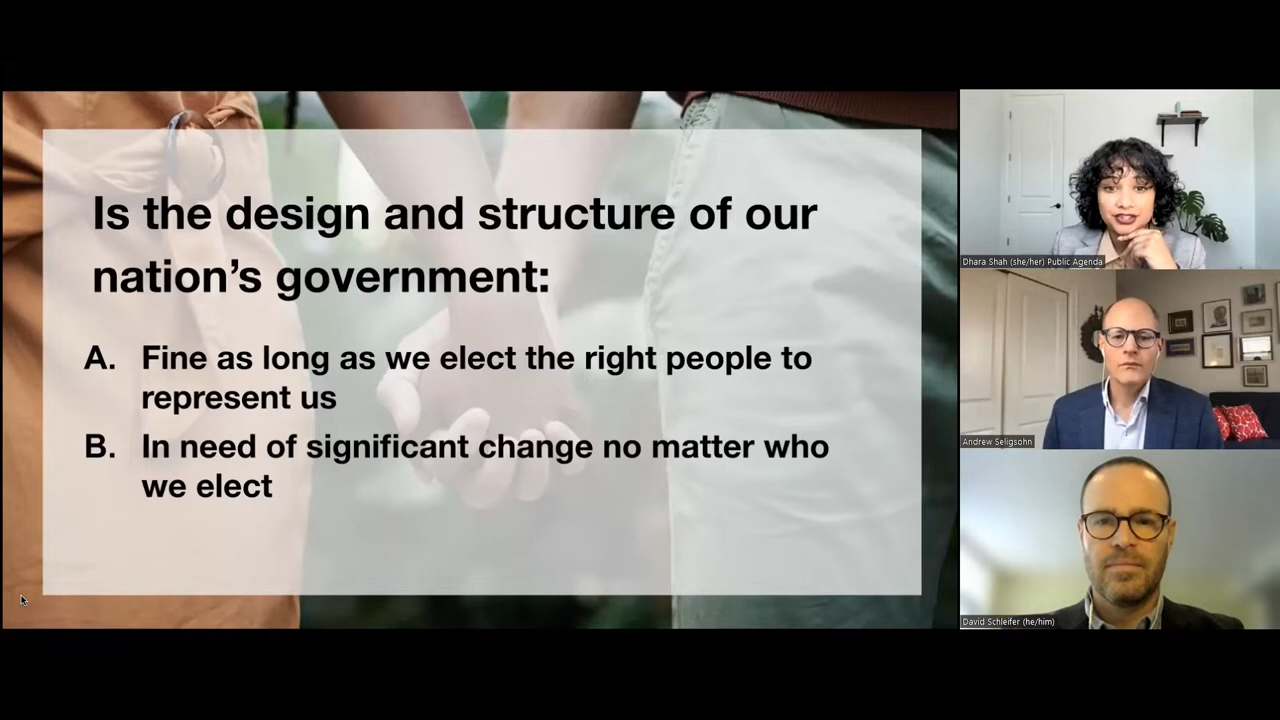 Is the design and structure of our
nation’s government:
A. Fine as long as we elect the right people to
represent us
B. In need of significant change no matter who
we elect
Dhara Shah (she/her) Public Agenda
Andrew Seligsohn
David Schleifer (he/him)